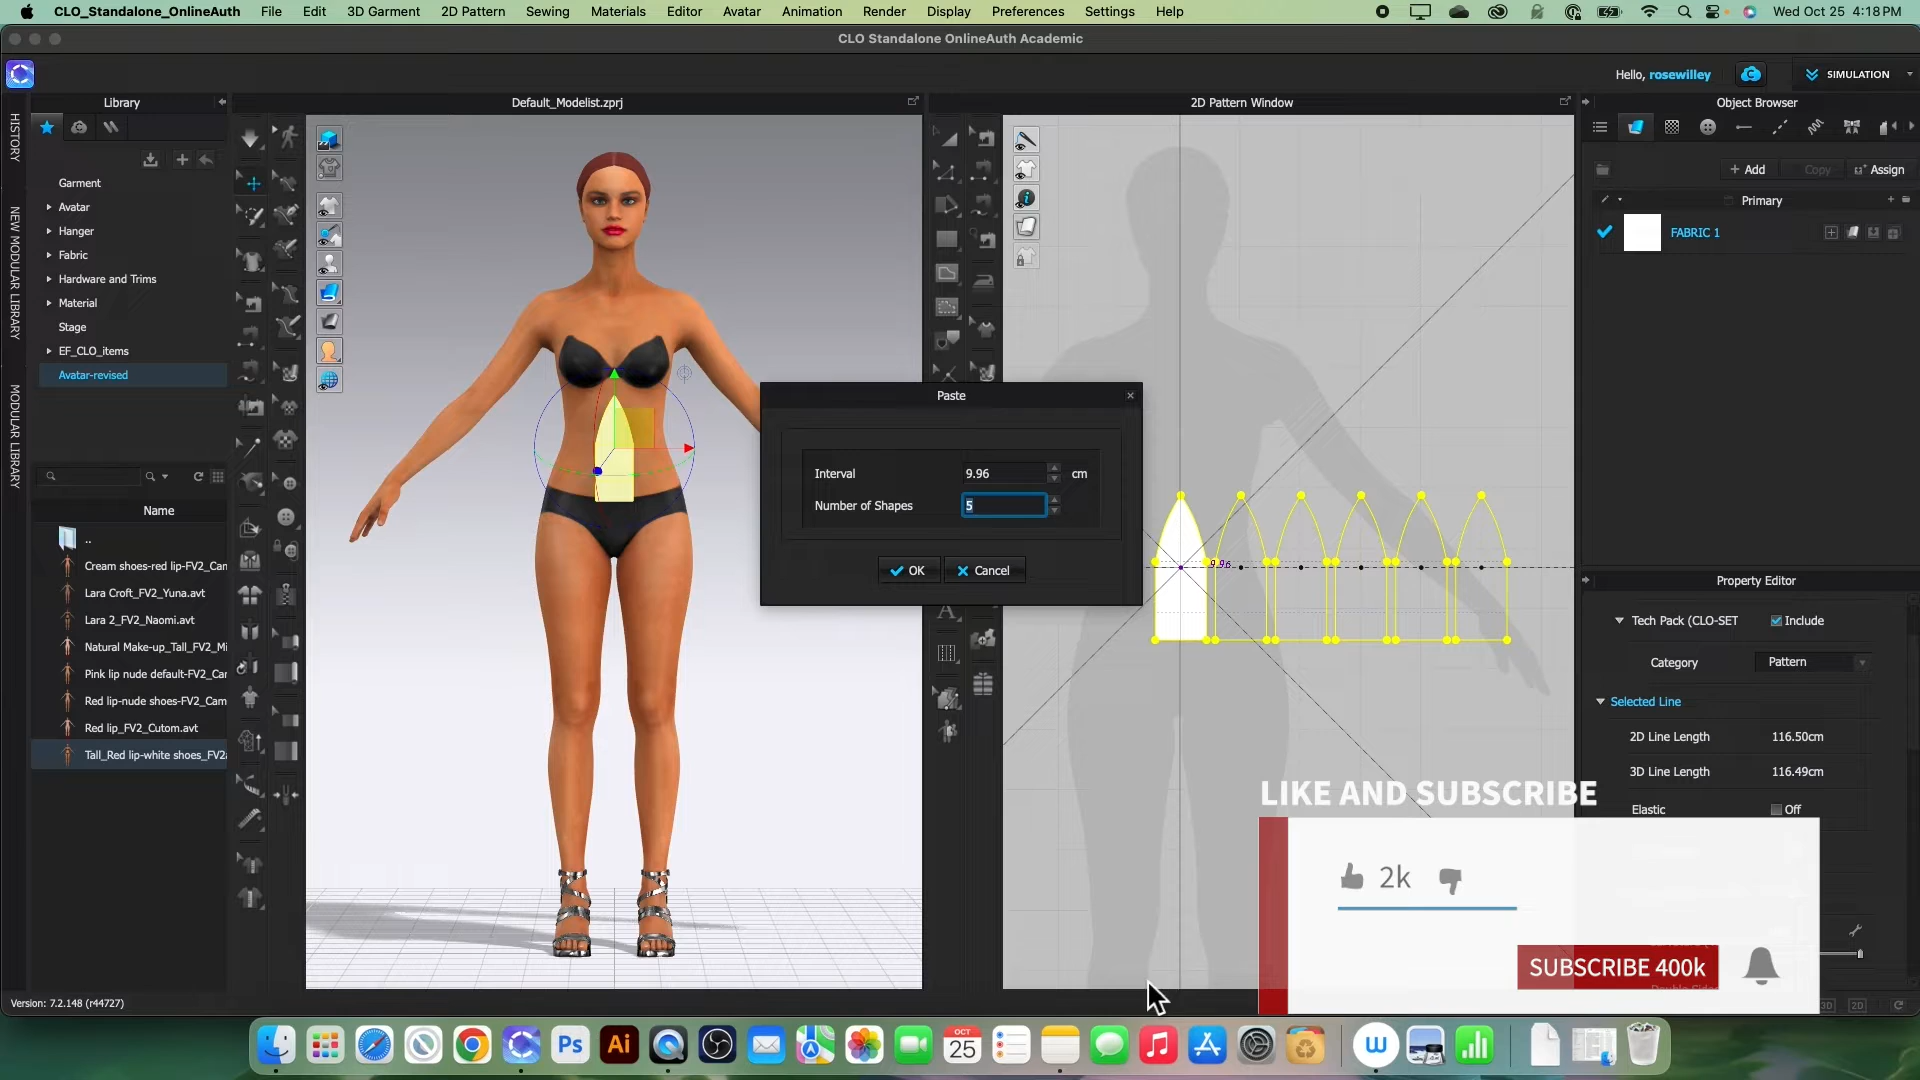 CLO_Standalone_OnlineAuth File Edit 3D Garment 2D Pattern Sewing Materials Editor Avatar Animation Render Display Preferences Settings Help Wed Oct 25 4:18 PM
CLO Standalone OnlineAuth Academic
Hello, rosewilley
SIMULATION
Library
Default_Modelist.zprj
2D Pattern Window
Object Browser
HISTORY
NEW MODULAR LIBRARY
MODULAR LIBRARY
Garment
Avatar
Hanger
Fabric
Hardware and Trims
Material
Stage
EF_CLO_items
Avatar-revised
Name
..
Cream shoes-red lip-FV2_Can
Lara Croft_FV2_Yuna.avt
Lara 2_FV2_Naomi.avt
Natural Make-up_Tall_FV2_Mi
Pink lip nude default-FV2_Car
Red lip-nude shoes-FV2_Cam
Red lip_FV2_Cutom.avt
Tall_Red lip-white shoes_FV2
Version: 7.2.148 (r44727)
Paste
Interval 9.96 cm
Number of Shapes 5
OK Cancel
9.96
+ Add Copy Assign
Primary
FABRIC 1
Property Editor
Tech Pack (CLO-SET Include
Category Pattern
Selected Line
2D Line Length 116.50cm
3D Line Length 116.49cm
Elastic Off
LIKE AND SUBSCRIBE
2k
SUBSCRIBE 400k
3D 2D
OCT
25
Ps
Ai